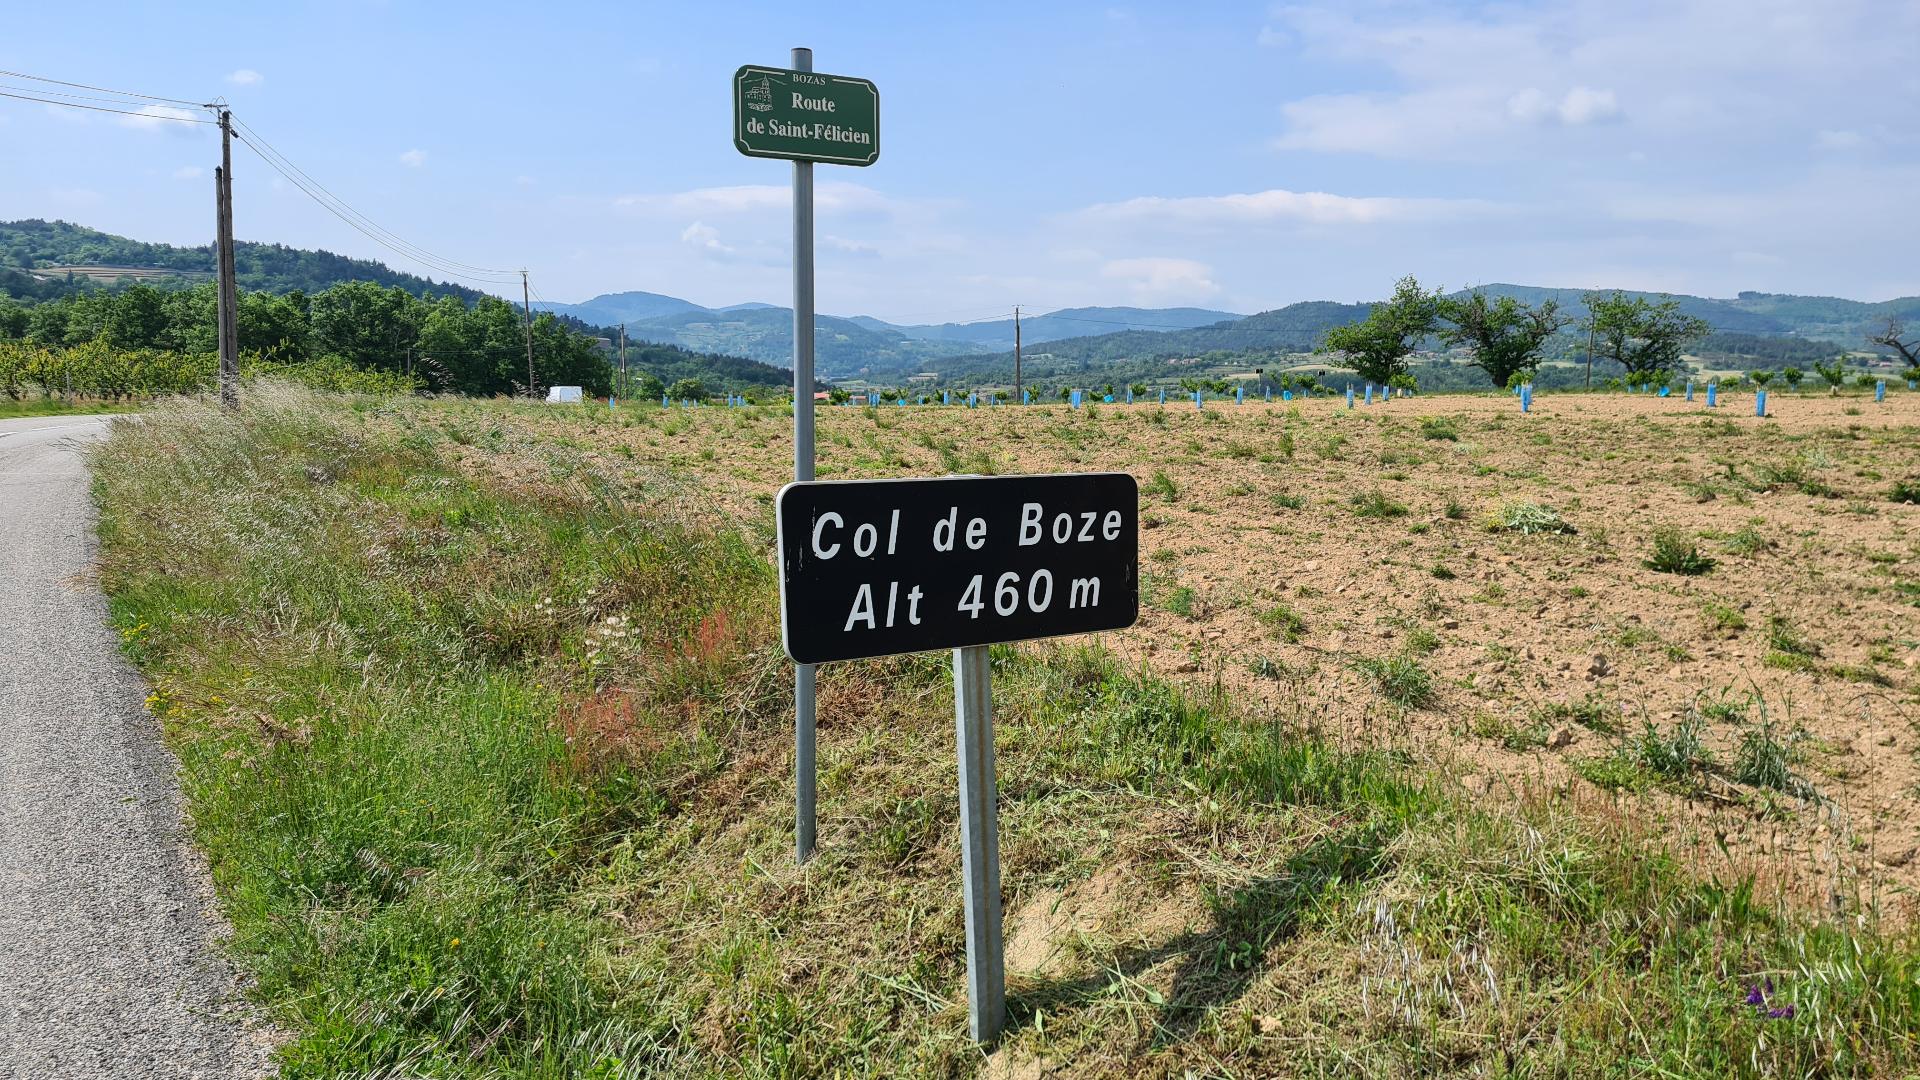 BOZAS
Route
de Saint-Félicien
Col de Boze
Alt 460 m